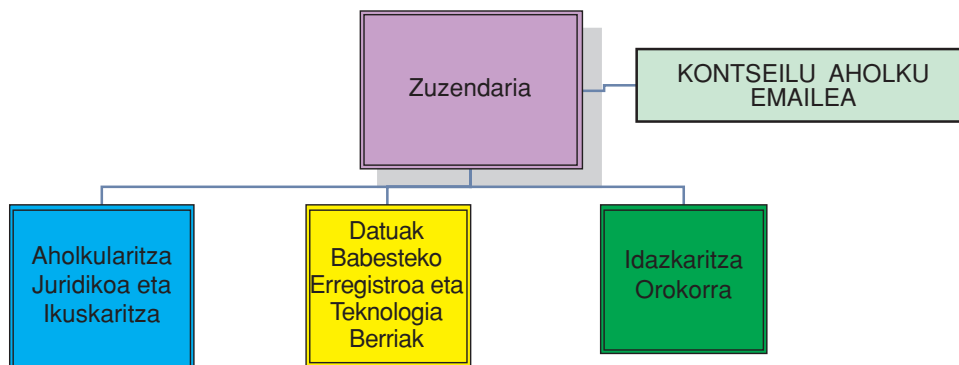 Zuzendaria
KONTSEILU AHOLKU
EMAILEA
Aholkularitza
Juridikoa eta
Ikuskaritza
Datuak
Babesteko
Erregistroa eta
Teknologia
Berriak
Idazkaritza
Orokorra